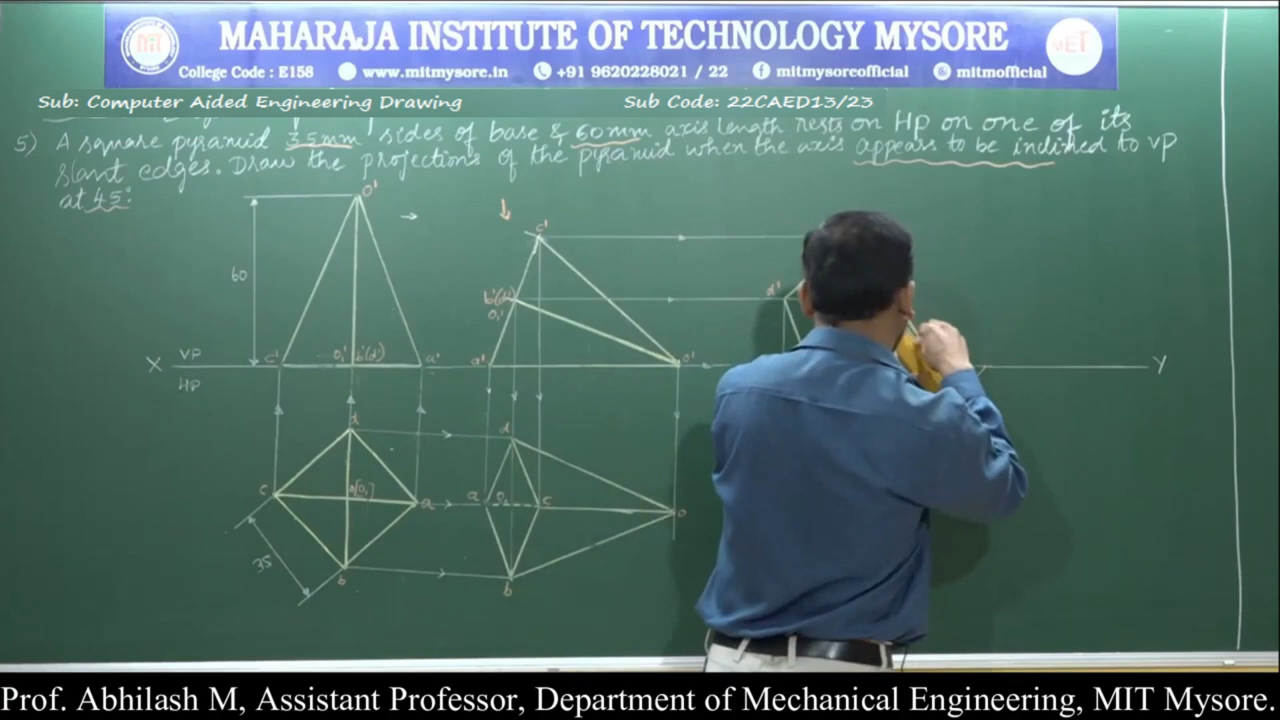 MAHARAJA INSTITUTE OF TECHNOLOGY MYSORE
MIT
MET
College Code : E158 www.mitmysore.in +91 9620228021 / 22 mitmysoreofficial mitmofficial
Sub: Computer Aided Engineering Drawing Sub Code: 22CAED13/23
5) A square pyramid 35mm sides of base & 60mm axis length rests on HP on one of its
slant edges. Draw the projections of the pyramid when the axis appears to be inclined to VP
at 45°.
o'
c'
60
b'(d')
o1'
d'
X VP
HP
c' o1' b'(d') a' a' o' Y
d d
c o[o1] a a o1 c o
35
b b
Prof. Abhilash M, Assistant Professor, Department of Mechanical Engineering, MIT Mysore.